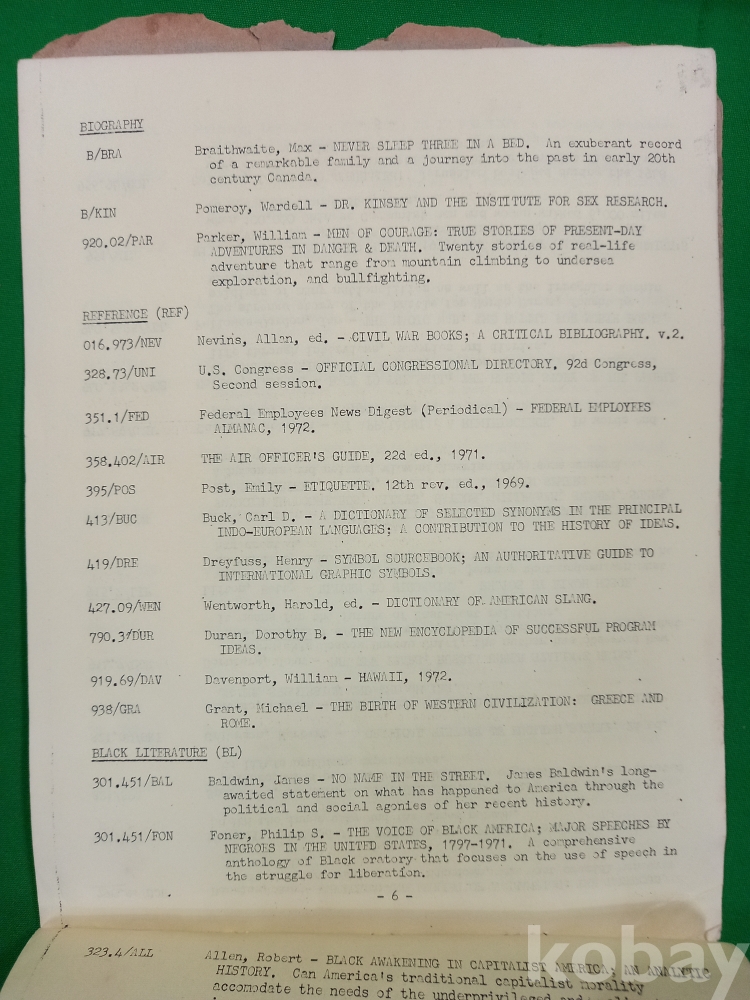 BIOGRAPHY
B/BRA Braithwaite, Max - NEVER SLEEP THREE IN A BED. An exuberant record
of a remarkable family and a journey into the past in early 20th
century Canada.
B/KIN Pomeroy, Wardell - DR. KINSEY AND THE INSTITUTE FOR SEX RESEARCH.
920.02/PAR Parker, William - MEN OF COURAGE: TRUE STORIES OF PRESENT-DAY
ADVENTURES IN DANGER & DEATH. Twenty stories of real-life
adventure that range from mountain climbing to undersea
exploration, and bullfighting.
REFERENCE (REF)
016.973/NEV Nevins, Allan, ed. - CIVIL WAR BOOKS; A CRITICAL BIBLIOGRAPHY. v.2.
328.73/UNI U.S. Congress - OFFICIAL CONGRESSIONAL DIRECTORY. 92d Congress,
Second session.
351.1/FED Federal Employees News Digest (Periodical) - FEDERAL EMPLOYEES
ALMANAC, 1972.
358.402/AIR THE AIR OFFICER'S GUIDE, 22d ed., 1971.
395/POS Post, Emily - ETIQUETTE. 12th rev. ed., 1969.
413/BUC Buck, Carl D. - A DICTIONARY OF SELECTED SYNONYMS IN THE PRINCIPAL
INDO-EUROPEAN LANGUAGES; A CONTRIBUTION TO THE HISTORY OF IDEAS.
419/DRE Dreyfuss, Henry - SYMBOL SOURCEBOOK; AN AUTHORITATIVE GUIDE TO
INTERNATIONAL GRAPHIC SYMBOLS.
427.09/WEN Wentworth, Harold, ed. - DICTIONARY OF AMERICAN SLANG.
790.3/DUR Duran, Dorothy B. - THE NEW ENCYCLOPEDIA OF SUCCESSFUL PROGRAM
IDEAS.
919.69/DAV Davenport, William - HAWAII, 1972.
938/GRA Grant, Michael - THE BIRTH OF WESTERN CIVILIZATION: GREECE AND
ROME.
BLACK LITERATURE (BL)
301.451/BAL Baldwin, James - NO NAME IN THE STREET. James Baldwin's long-
awaited statement on what has happened to America through the
political and social agonies of her recent history.
301.451/FON Foner, Philip S. - THE VOICE OF BLACK AMERICA; MAJOR SPEECHES BY
NEGROES IN THE UNITED STATES, 1797-1971. A comprehensive
anthology of Black oratory that focuses on the use of speech in
the struggle for liberation.
- 6 -
323.4/ALL Allen, Robert - BLACK AWAKENING IN CAPITALIST AMERICA; AN ANALYTIC
HISTORY. Can America's traditional capitalist morality
accomodate the needs of the underprivileged
kobay